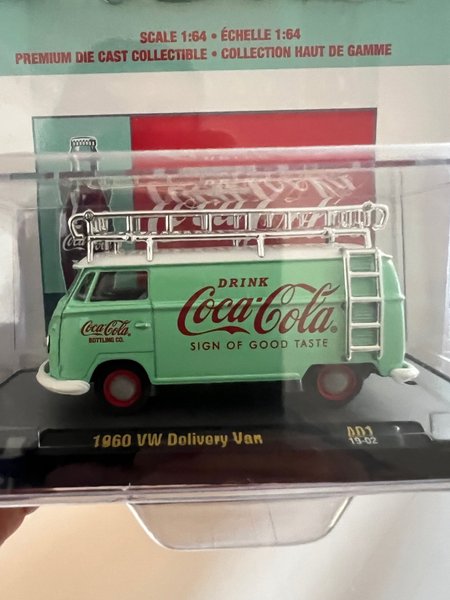 SCALE 1:64 • ÉCHELLE 1:64
PREMIUM DIE CAST COLLECTIBLE • COLLECTION HAUT DE GAMME
DRINK
Coca-Cola®
SIGN OF GOOD TASTE
Coca-Cola®
BOTTLING CO.
1960 VW Delivery Van
A01
19-02